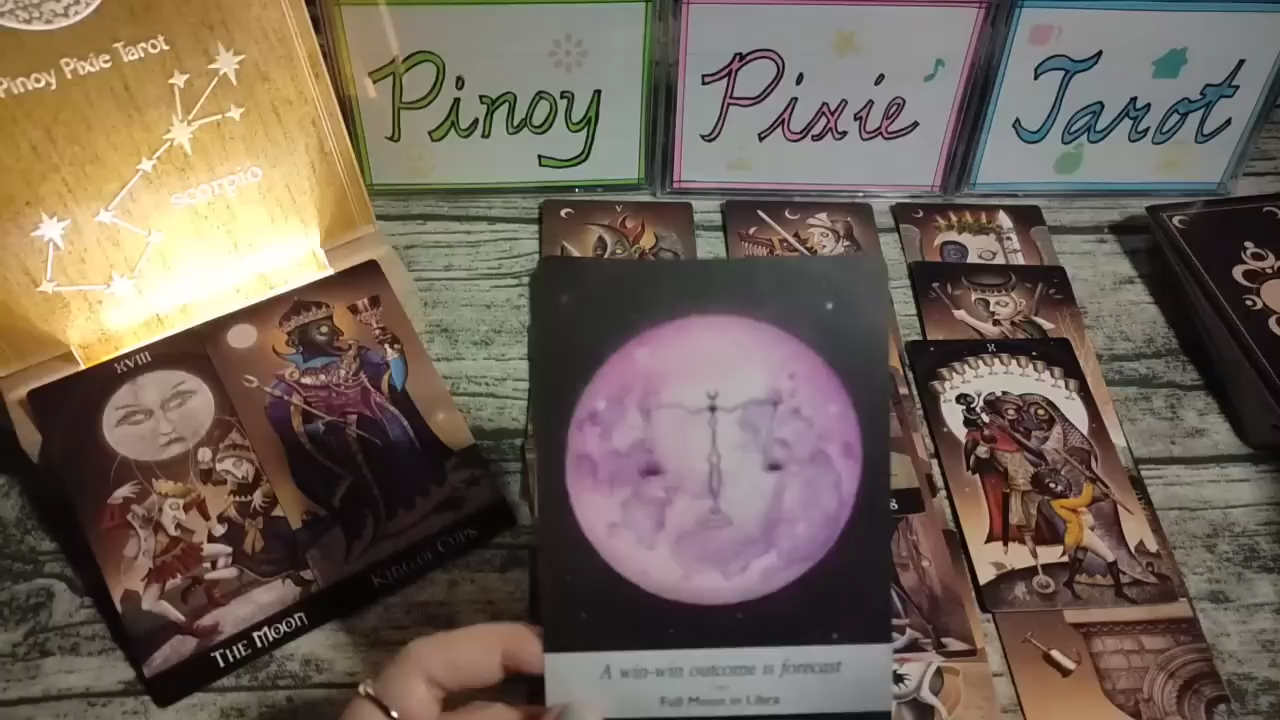 Pinoy Pixie Tarot
scorpio
Pinoy Pixie Tarot
V
X
XVIII
KING OF CUPS
THE MOON
8
A win-win outcome is forecast
Full Moon in Libra